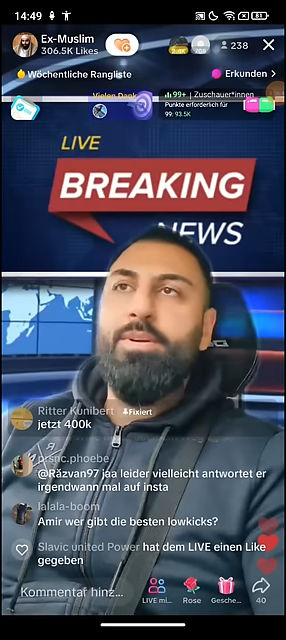 14:49
81
Ex-Muslim
306.5K Likes
238
Wöchentliche Rangliste
Erkunden >
Vielen Dank
99+ | Zuschauer*innen
Punkte erforderlich für
99: 93.5K
LIVE
BREAKING
NEWS
Ritter Kunibert Fixiert
jetzt 400k
@Răzvan97 jaa leider vielleicht antwortet er
irgendwann mal auf insta
lalala-boom
Amir wer gibt die besten lowkicks?
Slavic united Power hat dem LIVE einen Like
gegeben
Kommentar hinz...
LIVE mi...
Rose
Gesche...
40